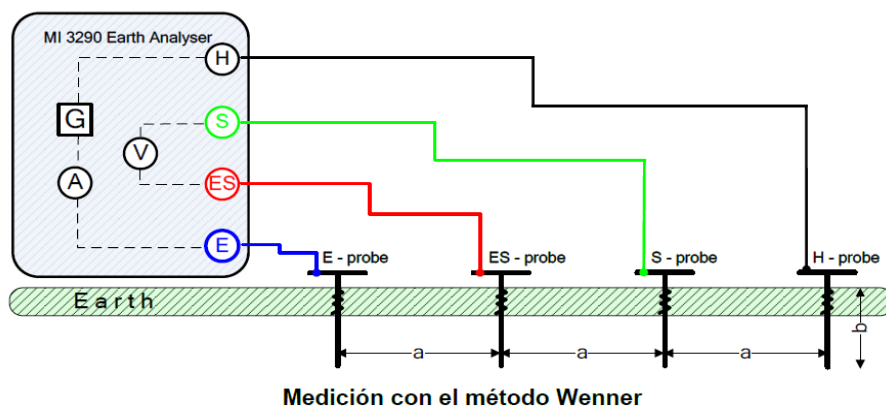 MI 3290 Earth Analyser
H
G
S
V
A
ES
E
E - probe
ES - probe
S - probe
H - probe
Earth
a
a
a
b
Medición con el método Wenner